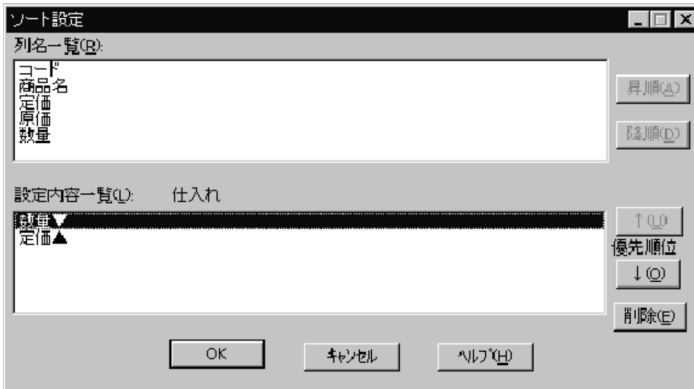 ソート設定
列名一覧(R):
コード
商品名
定価
原価
数量
昇順(A)
降順(D)
設定内容一覧(L): 仕入れ
数量▼
定価▲
↑(U)
優先順位
↓(O)
削除(E)
OK
キャンセル
ヘルプ(H)